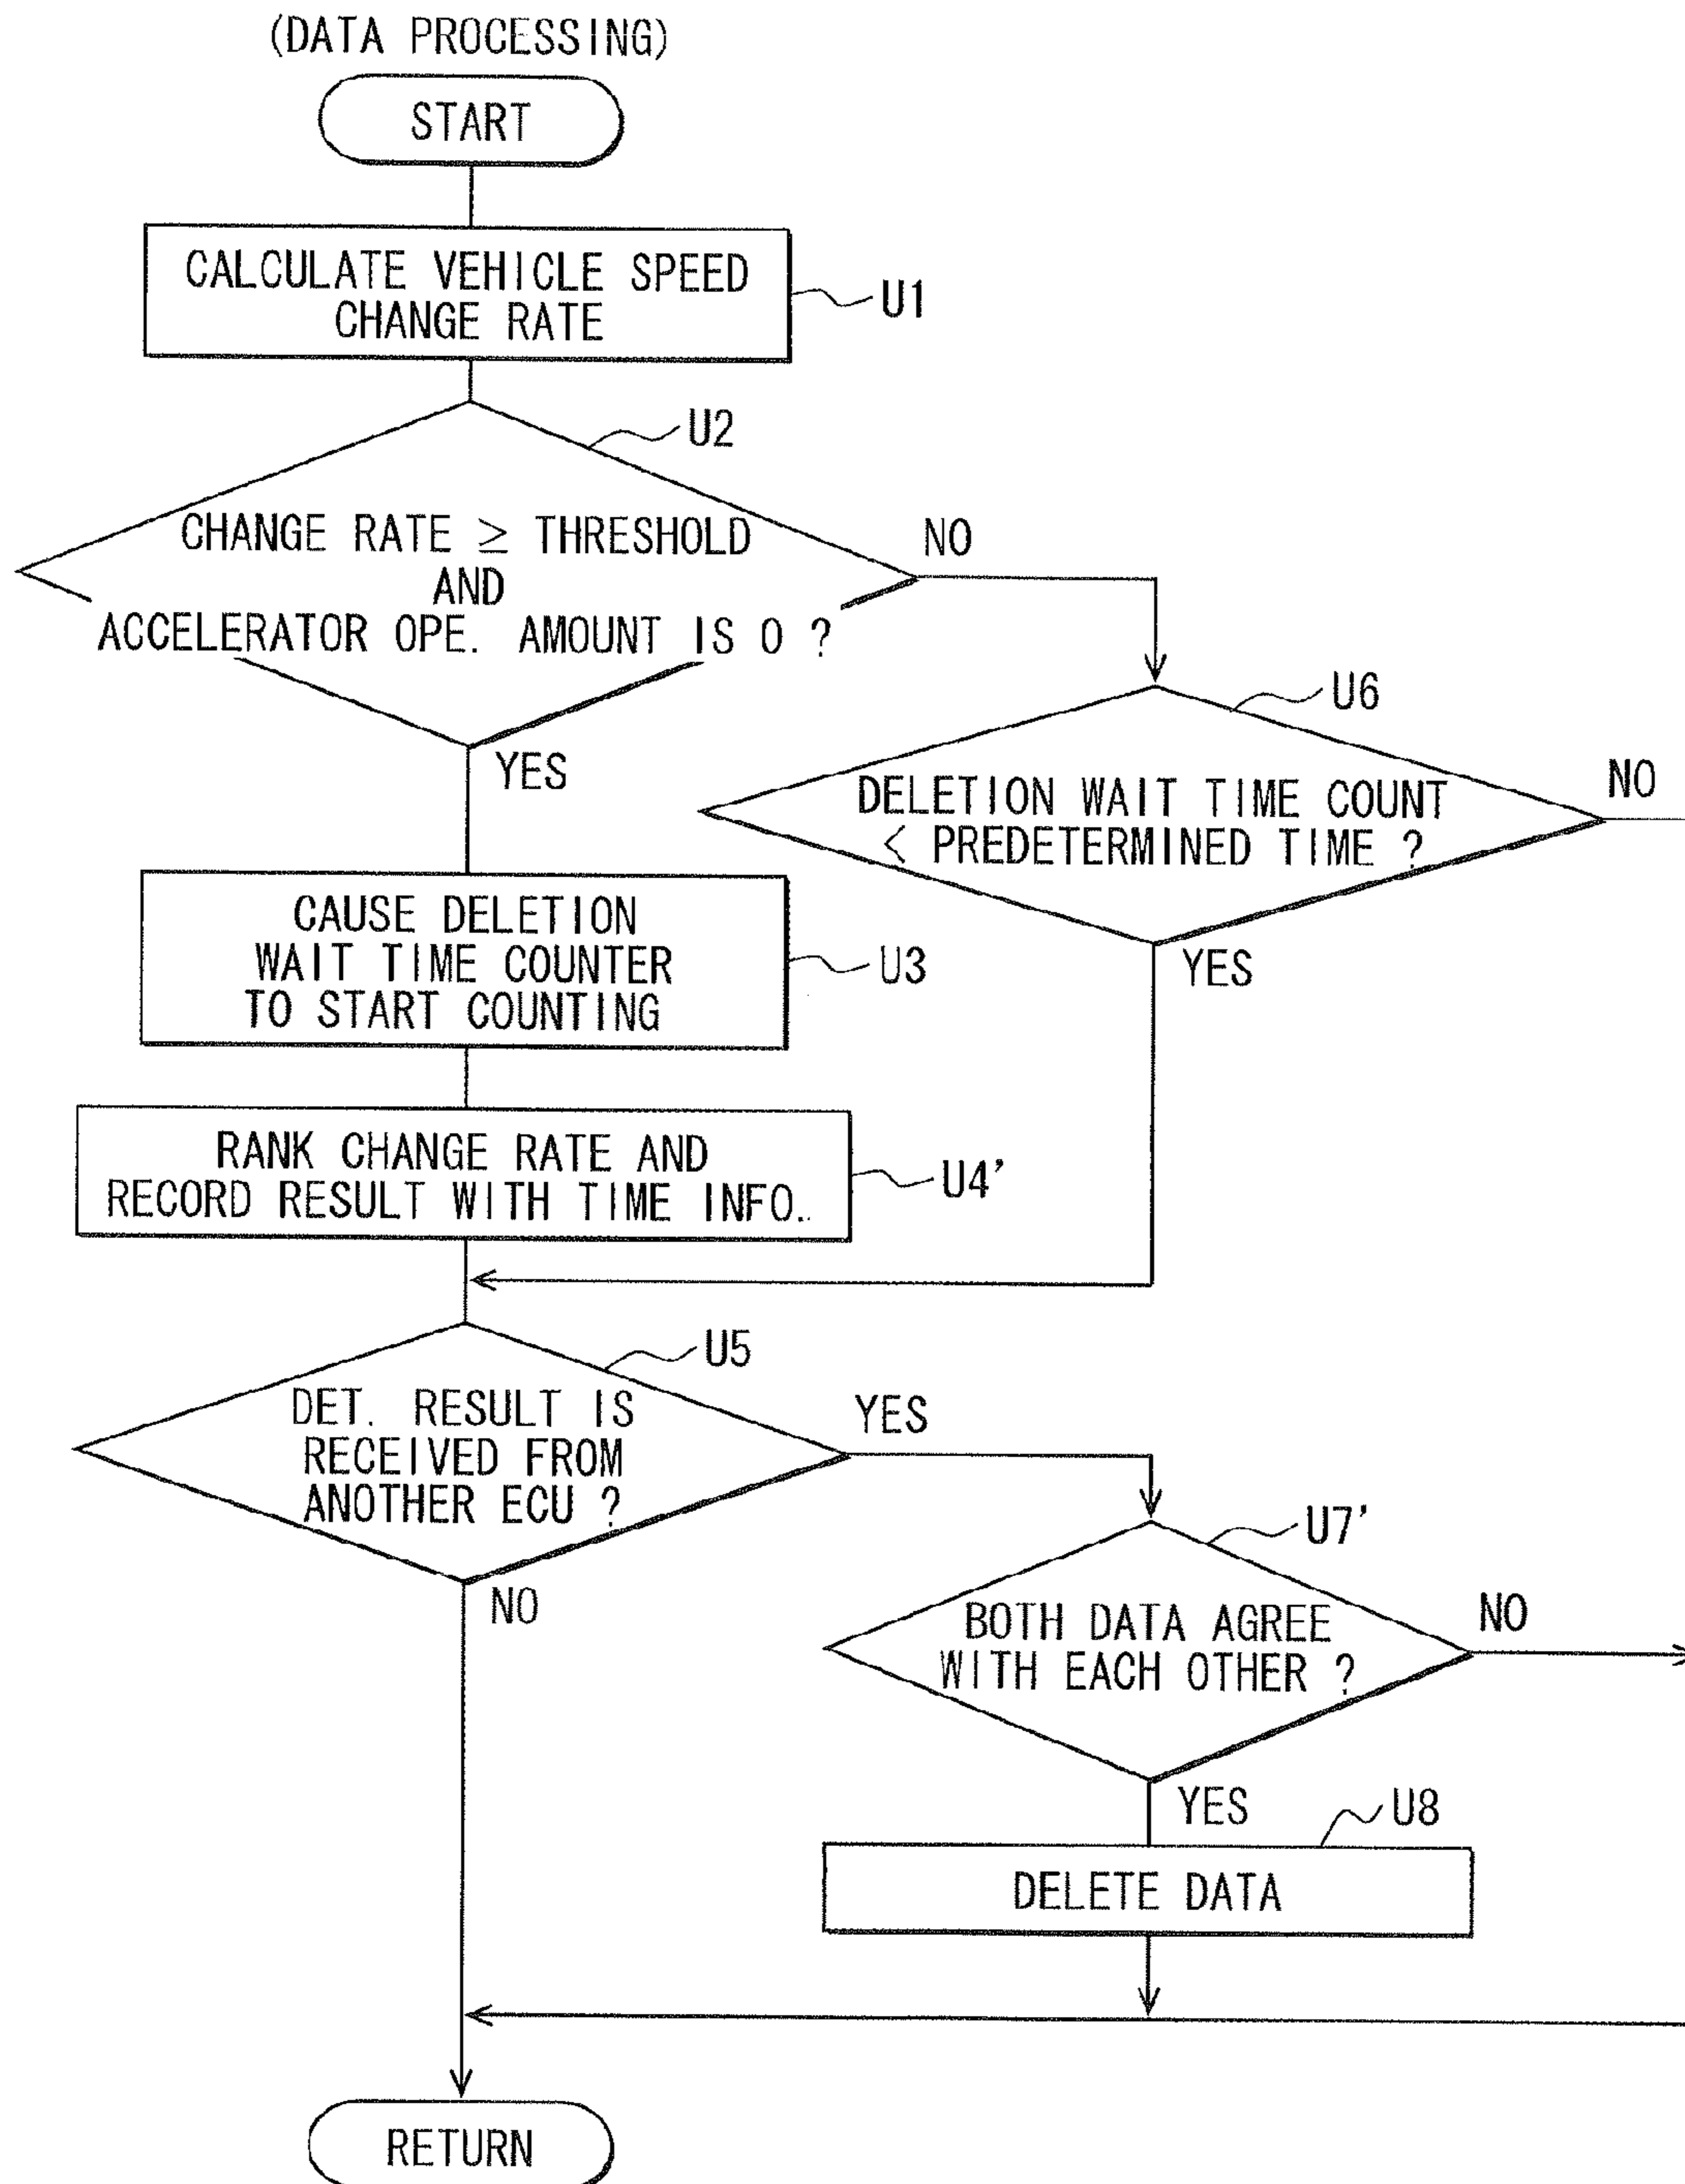 (DATA PROCESSING)
START
CALCULATE VEHICLE SPEED
CHANGE RATE
U1
U2
CHANGE RATE ≥ THRESHOLD
AND
ACCELERATOR OPE. AMOUNT IS 0 ?
NO
YES
U6
DELETION WAIT TIME COUNT
< PREDETERMINED TIME ?
NO
YES
CAUSE DELETION
WAIT TIME COUNTER
TO START COUNTING
U3
RANK CHANGE RATE AND
RECORD RESULT WITH TIME INFO.
U4'
U5
DET. RESULT IS
RECEIVED FROM
ANOTHER ECU ?
YES
NO
U7'
BOTH DATA AGREE
WITH EACH OTHER ?
NO
YES
U8
DELETE DATA
RETURN